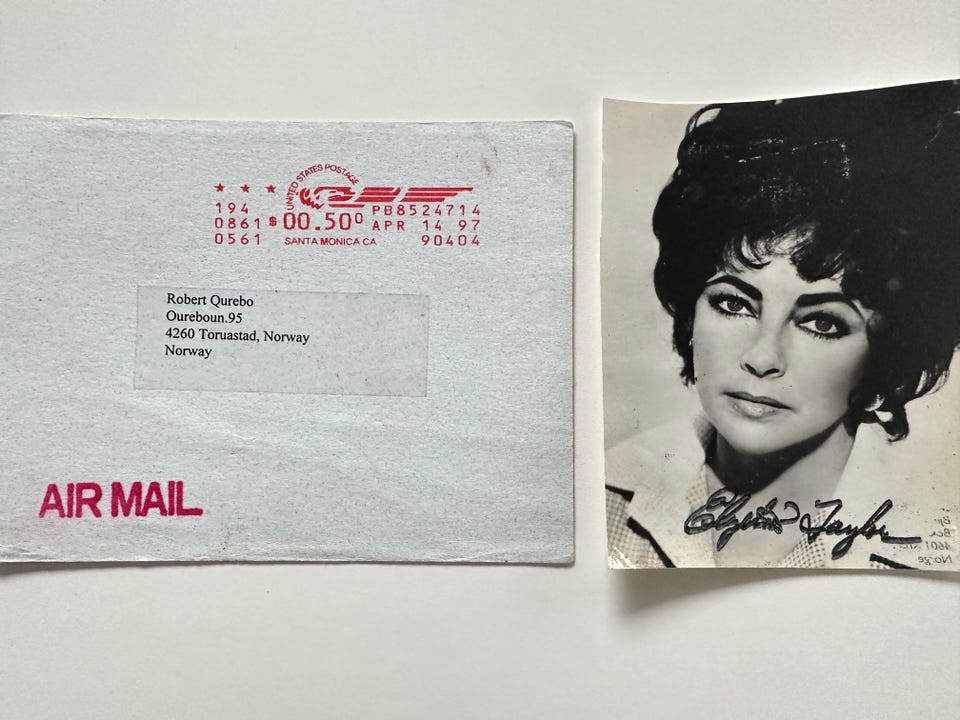 UNITED STATES POSTAGE
★ ★ ★
194
0861
0561
$00.500
SANTA MONICA CA
PB8524714
APR 14 97
90404
Robert Qurebo
Oureboun.95
4260 Toruastad, Norway
Norway
AIR MAIL
Taylor